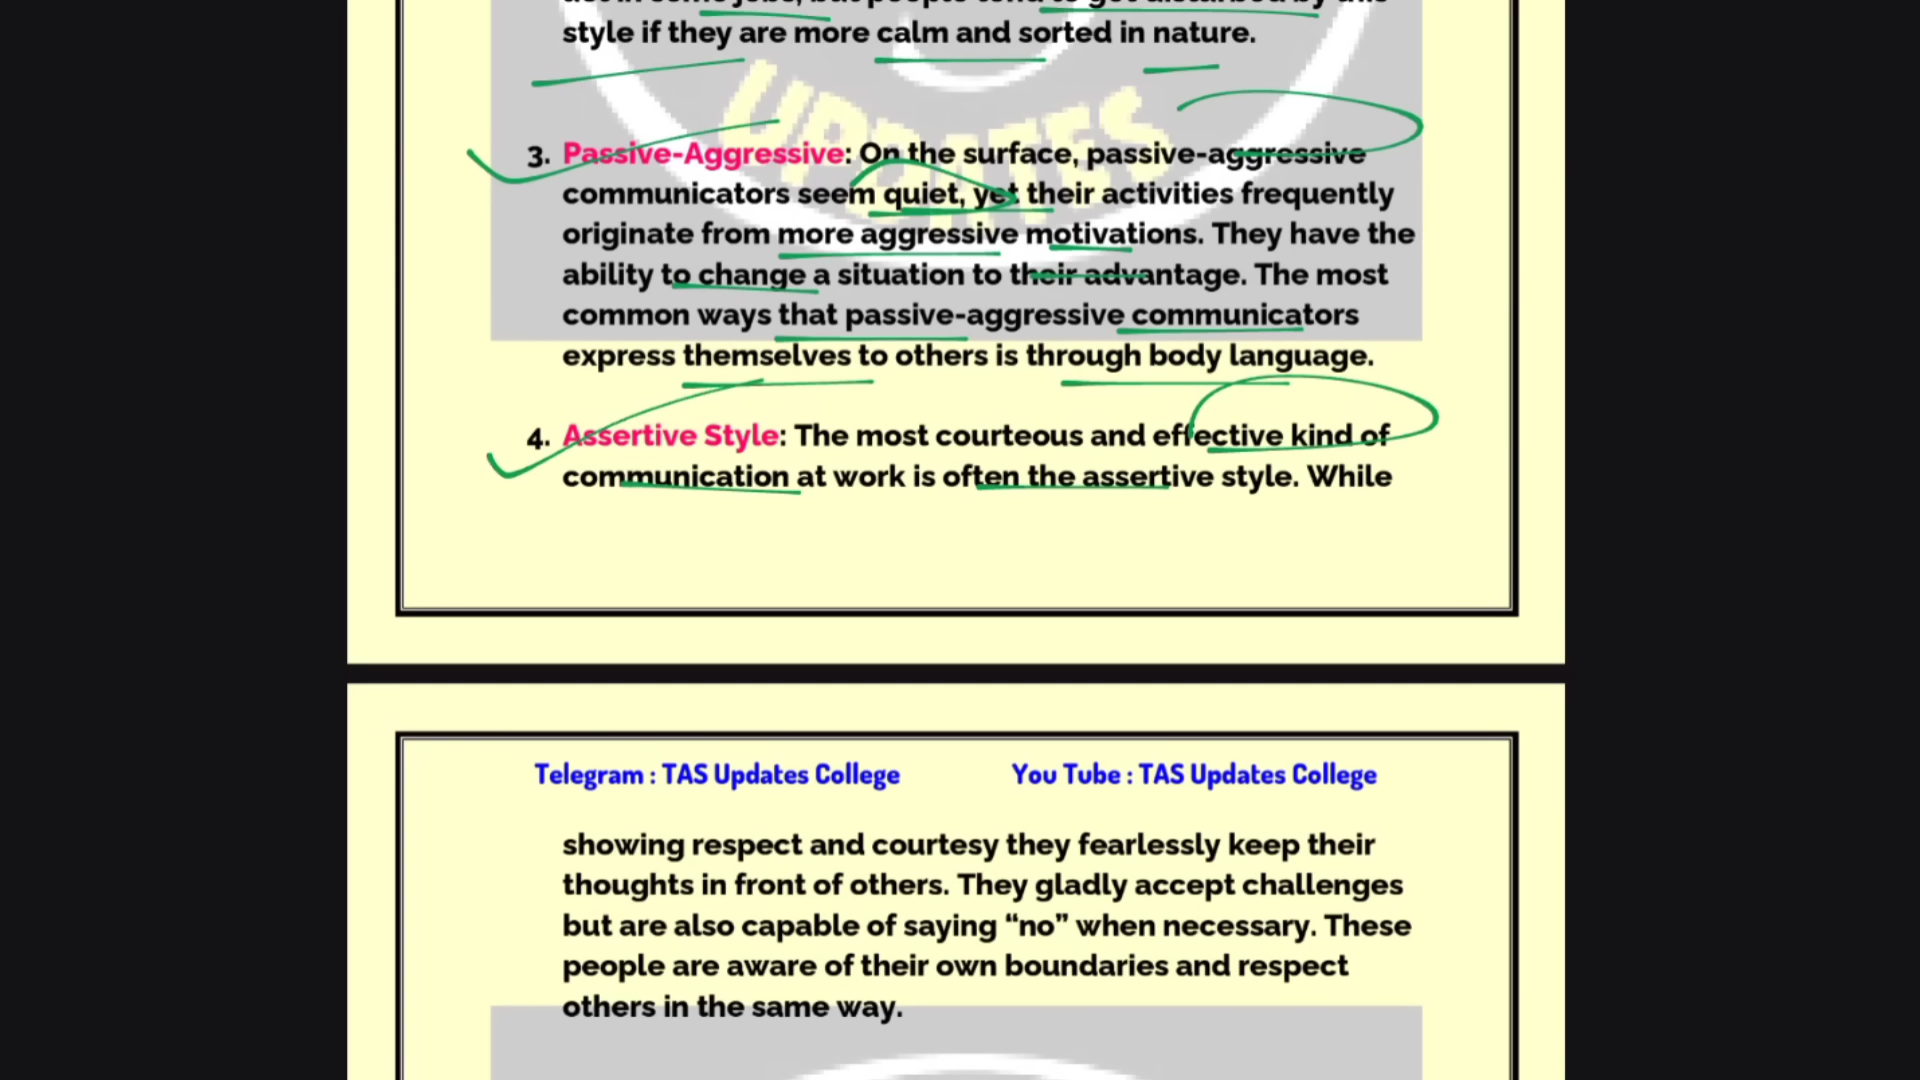 style if they are more calm and sorted in nature.
UPDATES
3. Passive-Aggressive: On the surface, passive-aggressive
communicators seem quiet, yet their activities frequently
originate from more aggressive motivations. They have the
ability to change a situation to their advantage. The most
common ways that passive-aggressive communicators
express themselves to others is through body language.
4. Assertive Style: The most courteous and effective kind of
communication at work is often the assertive style. While
Telegram : TAS Updates College You Tube : TAS Updates College
showing respect and courtesy they fearlessly keep their
thoughts in front of others. They gladly accept challenges
but are also capable of saying “no” when necessary. These
people are aware of their own boundaries and respect
others in the same way.